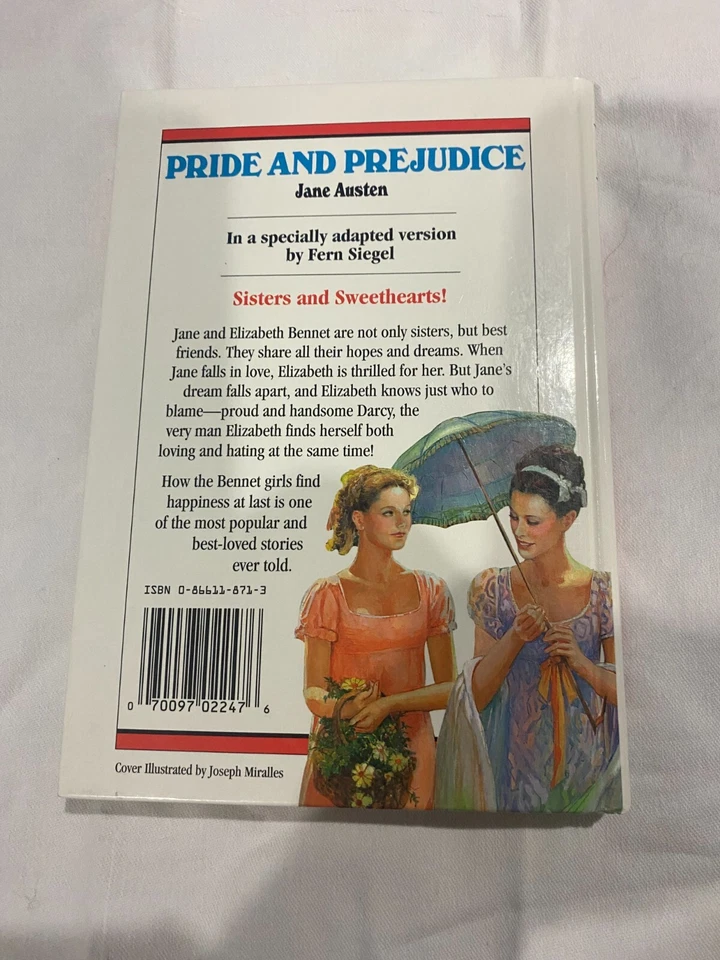 PRIDE AND PREJUDICE
Jane Austen
In a specially adapted version
by Fern Siegel
Sisters and Sweethearts!
Jane and Elizabeth Bennet are not only sisters, but best
friends. They share all their hopes and dreams. When
Jane falls in love, Elizabeth is thrilled for her. But Jane's
dream falls apart, and Elizabeth knows just who to
blame—proud and handsome Darcy, the
very man Elizabeth finds herself both
loving and hating at the same time!
How the Bennet girls find
happiness at last is one
of the most popular and
best-loved stories
ever told.
ISBN 0-86611-871-3
0 70097 02247 6
Cover Illustrated by Joseph Miralles